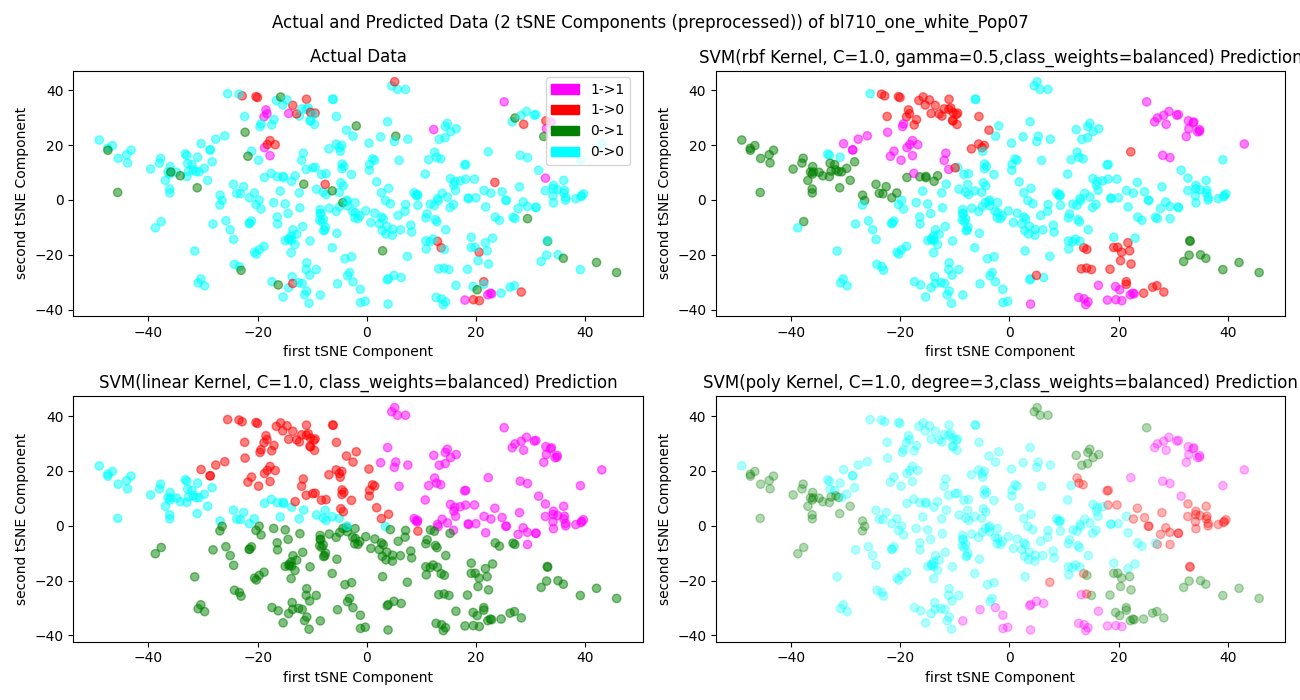 Actual and Predicted Data (2 tSNE Components (preprocessed)) of bl710_one_white_Pop07
Actual Data
second tSNE Component
40
20
0
−20
−40
1->1
1->0
0->1
0->0
−40 −20 0 20 40
first tSNE Component
SVM(rbf Kernel, C=1.0, gamma=0.5,class_weights=balanced) Prediction
second tSNE Component
40
20
0
−20
−40
−40 −20 0 20 40
first tSNE Component
SVM(linear Kernel, C=1.0, class_weights=balanced) Prediction
second tSNE Component
40
20
0
−20
−40
−40 −20 0 20 40
first tSNE Component
SVM(poly Kernel, C=1.0, degree=3,class_weights=balanced) Prediction
second tSNE Component
40
20
0
−20
−40
−40 −20 0 20 40
first tSNE Component